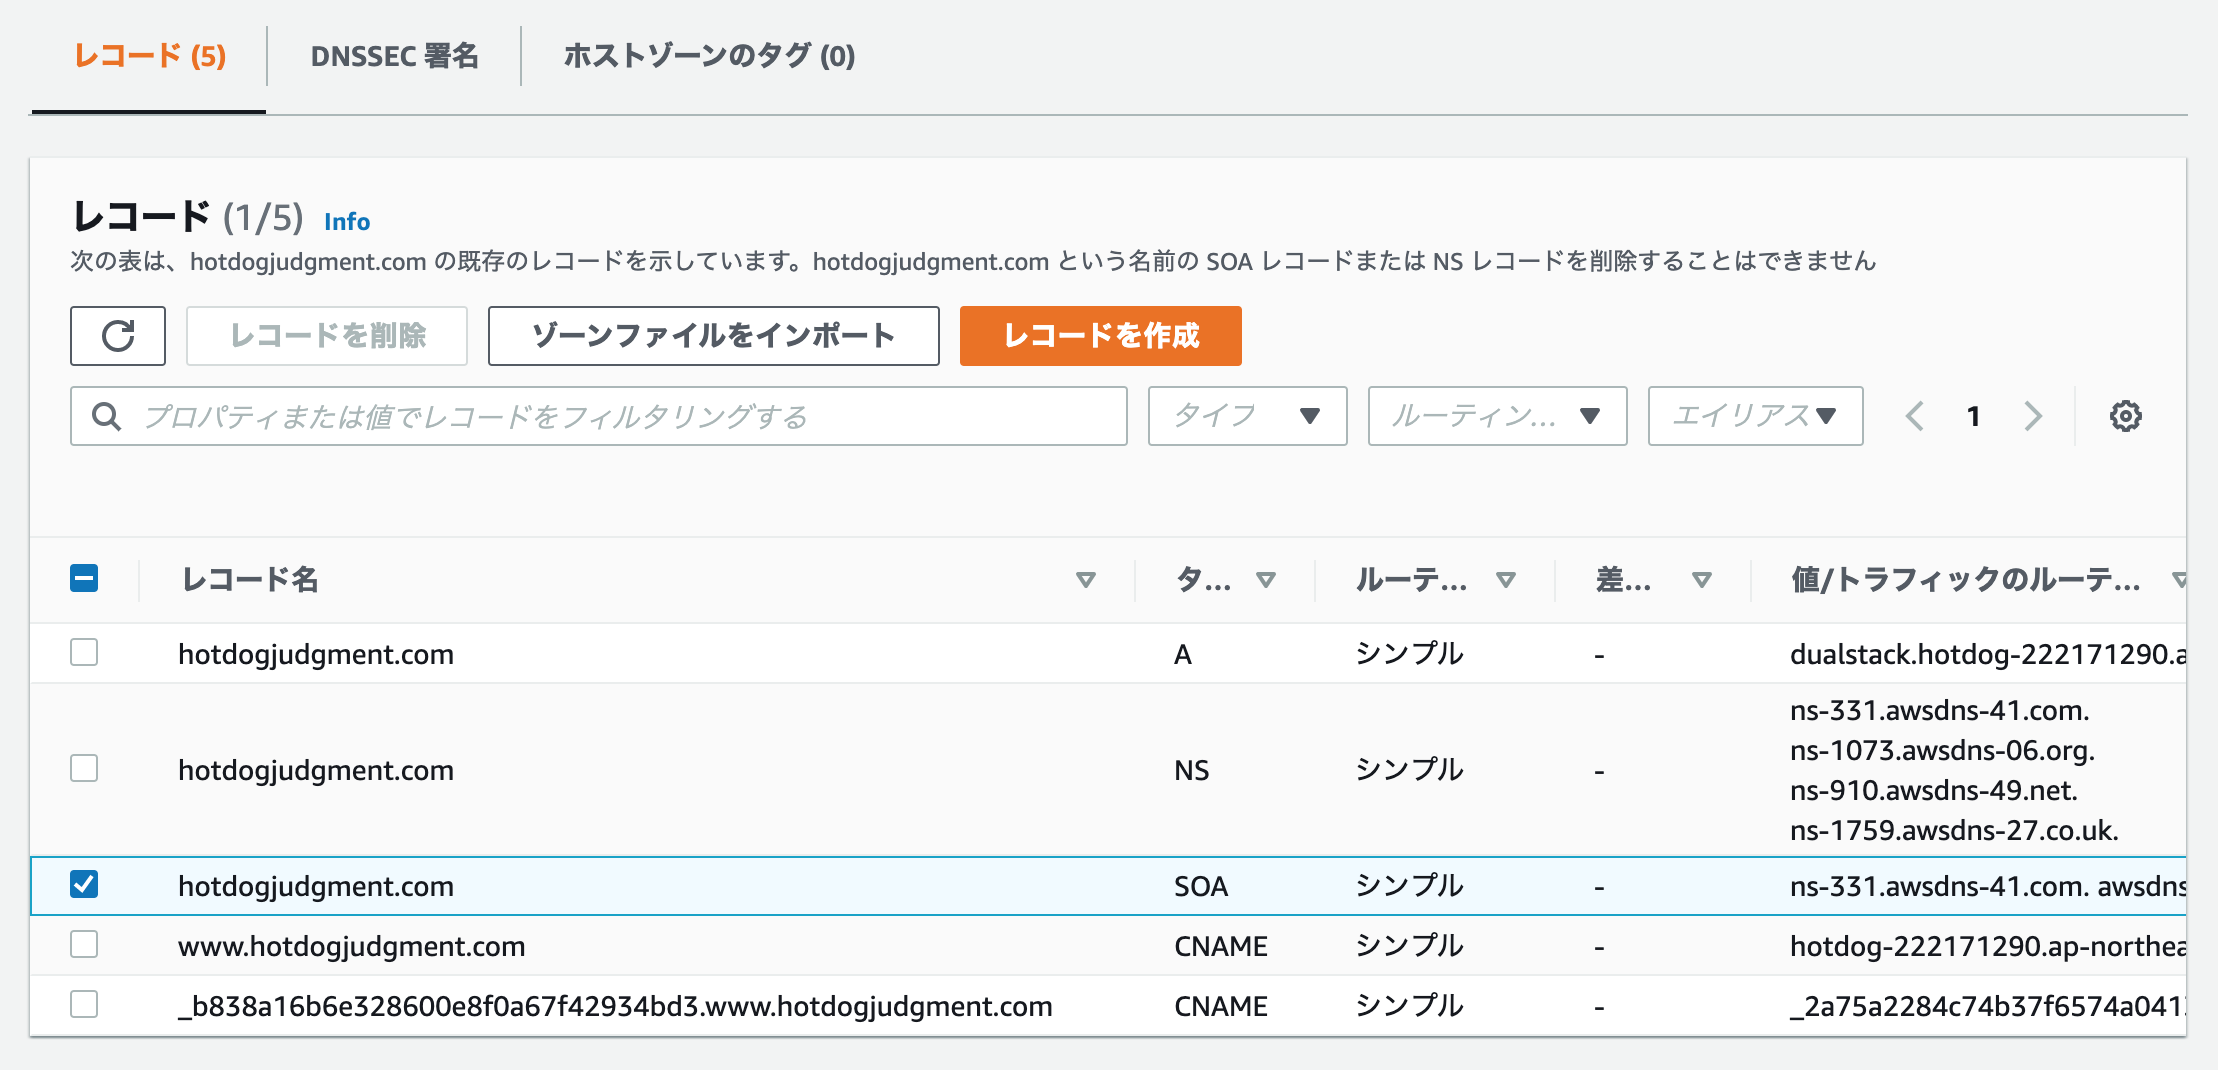 レコード (5) DNSSEC 署名 ホストゾーンのタグ (0)
レコード (1/5) Info
次の表は、hotdogjudgment.com の既存のレコードを示しています。hotdogjudgment.com という名前の SOA レコードまたは NS レコードを削除することはできません
レコードを削除 ゾーンファイルをインポート レコードを作成
プロパティまたは値でレコードをフィルタリングする タイプ ルーティン... エイリアス 1
レコード名 タ... ルーテ... 差... 値/トラフィックのルーテ...
hotdogjudgment.com A シンプル - dualstack.hotdog-222171290.a
hotdogjudgment.com NS シンプル - ns-331.awsdns-41.com.
ns-1073.awsdns-06.org.
ns-910.awsdns-49.net.
ns-1759.awsdns-27.co.uk.
hotdogjudgment.com SOA シンプル - ns-331.awsdns-41.com. awsdns
www.hotdogjudgment.com CNAME シンプル - hotdog-222171290.ap-northea
_b838a16b6e328600e8f0a67f42934bd3.www.hotdogjudgment.com CNAME シンプル - _2a75a2284c74b37f6574a041